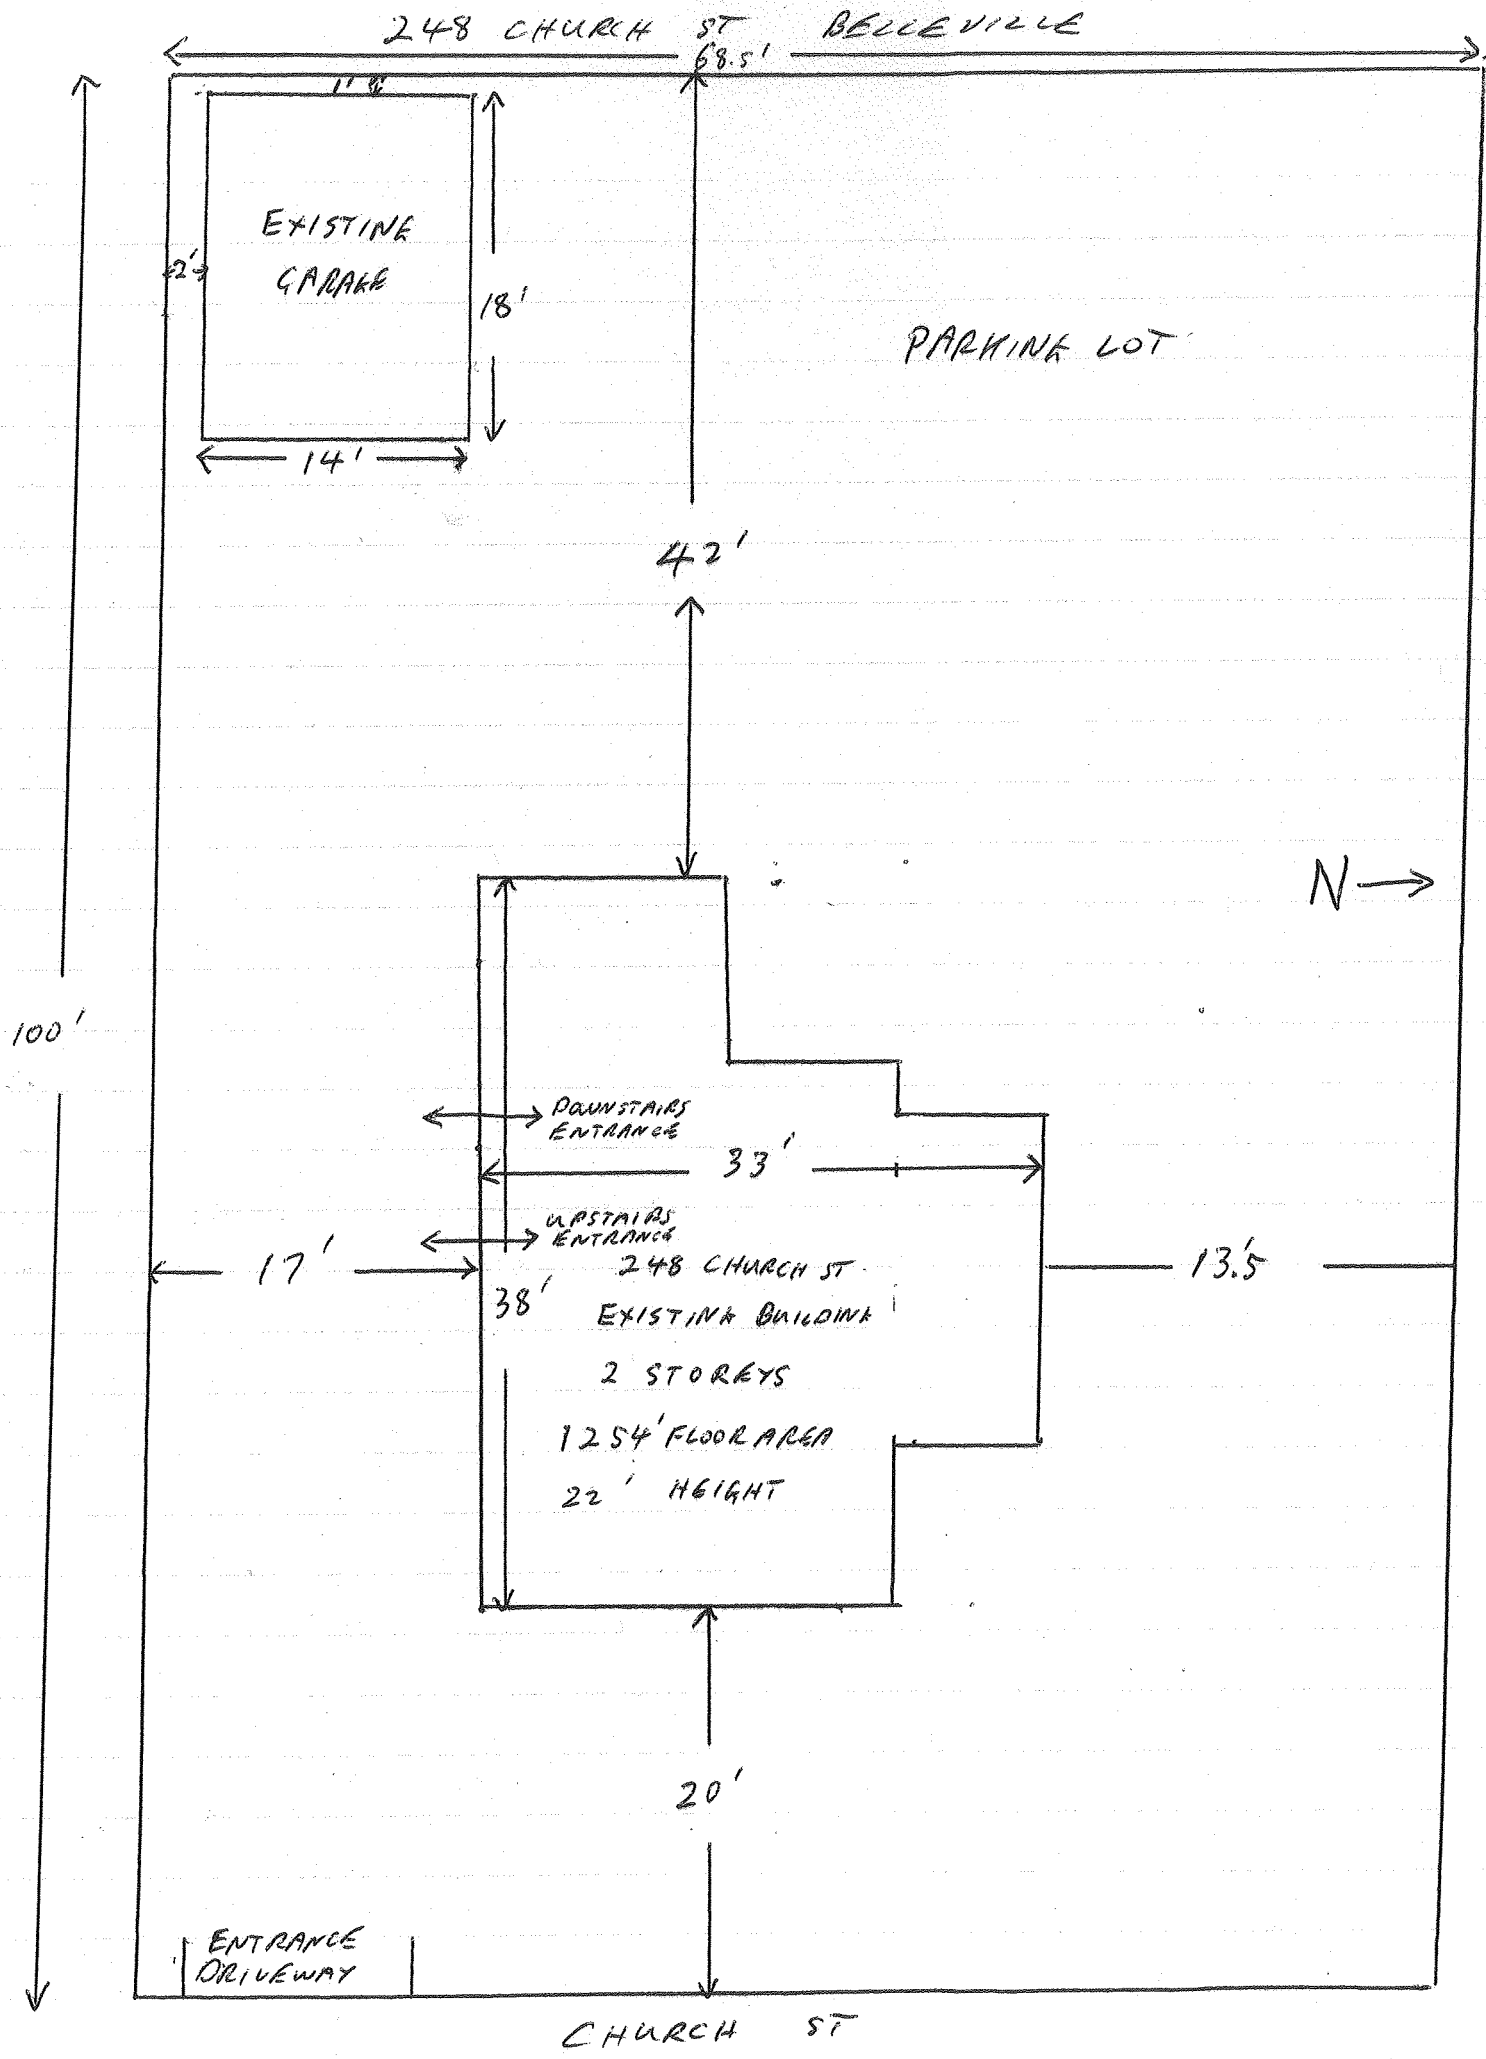 248 CHURCH ST BELLEVILLE
68.5'
EXISTING
GARAGE
2'
18'
14'
PARKING LOT
42'
N
100'
DOWNSTAIRS
ENTRANCE
33'
UPSTAIRS
ENTRANCE
17'
13.5'
38'
248 CHURCH ST.
EXISTING BUILDING
2 STOREYS
1254' FLOOR AREA
22' HEIGHT
20'
ENTRANCE
DRIVEWAY
CHURCH ST